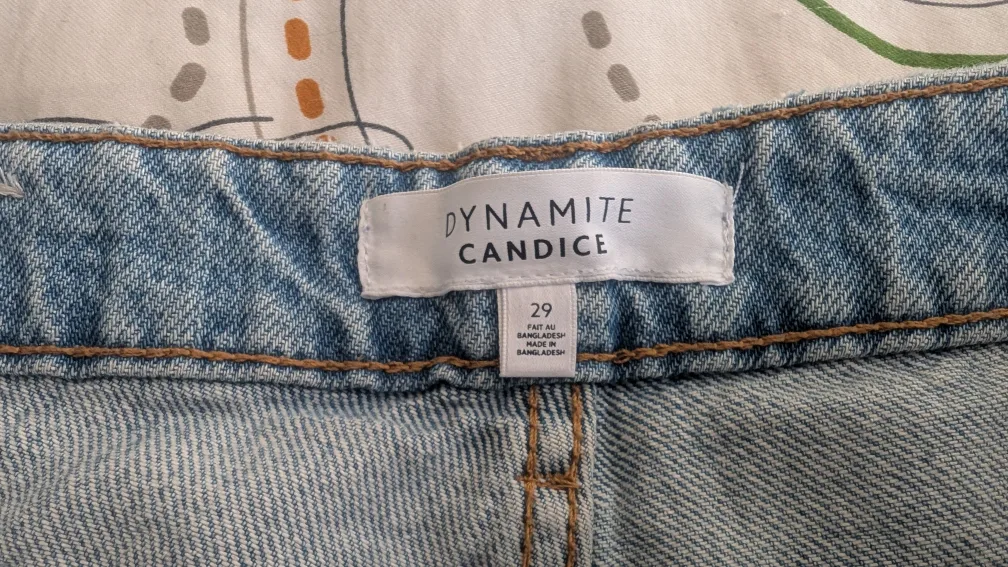 DYNAMITE
CANDICE
29
FAIT AU
BANGLADESH
MADE IN
BANGLADESH